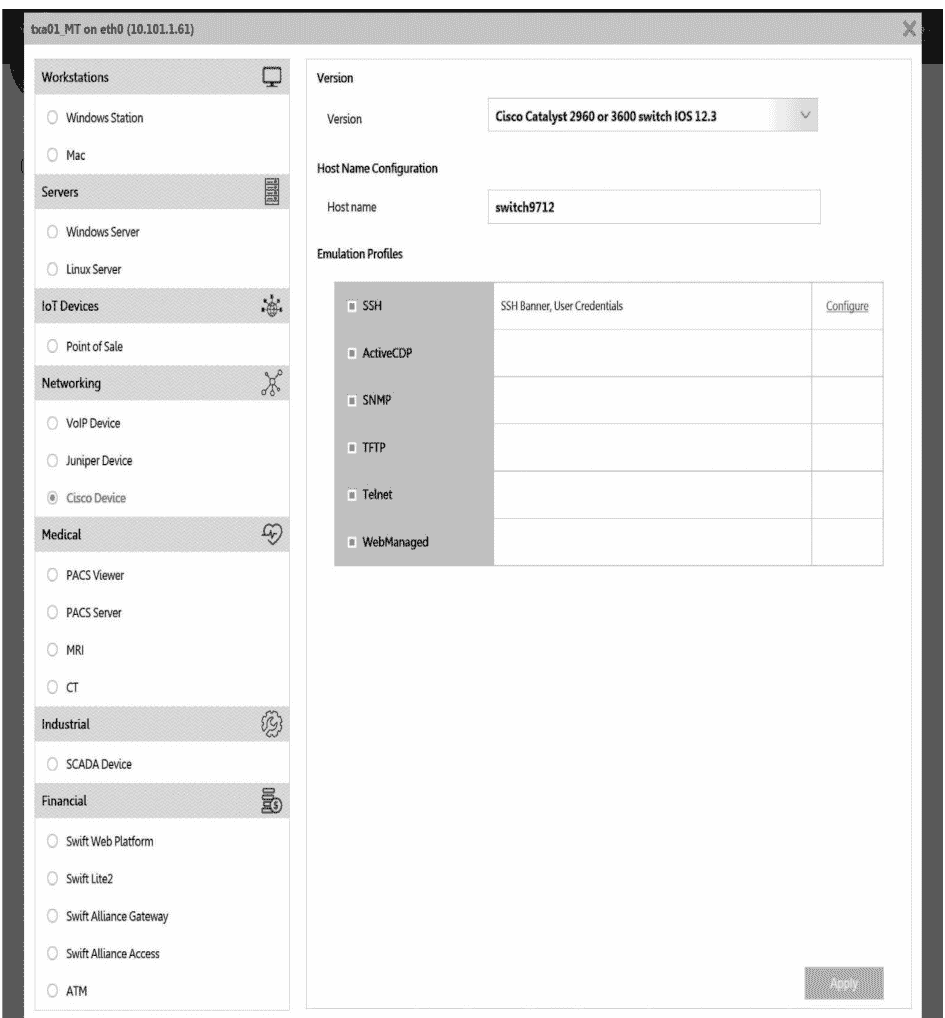 txa01_MT on eth0 (10.101.1.61)
Workstations
Windows Station
Mac
Servers
Windows Server
Linux Server
IoT Devices
Point of Sale
Networking
VoIP Device
Juniper Device
Cisco Device
Medical
PACS Viewer
PACS Server
MRI
CT
Industrial
SCADA Device
Financial
Swift Web Platform
Swift Lite2
Swift Alliance Gateway
Swift Alliance Access
ATM
Version
Version Cisco Catalyst 2960 or 3600 switch IOS 12.3
Host Name Configuration
Host name switch9712
Emulation Profiles
SSH SSH Banner, User Credentials Configure
ActiveCDP
SNMP
TFTP
Telnet
WebManaged
Apply